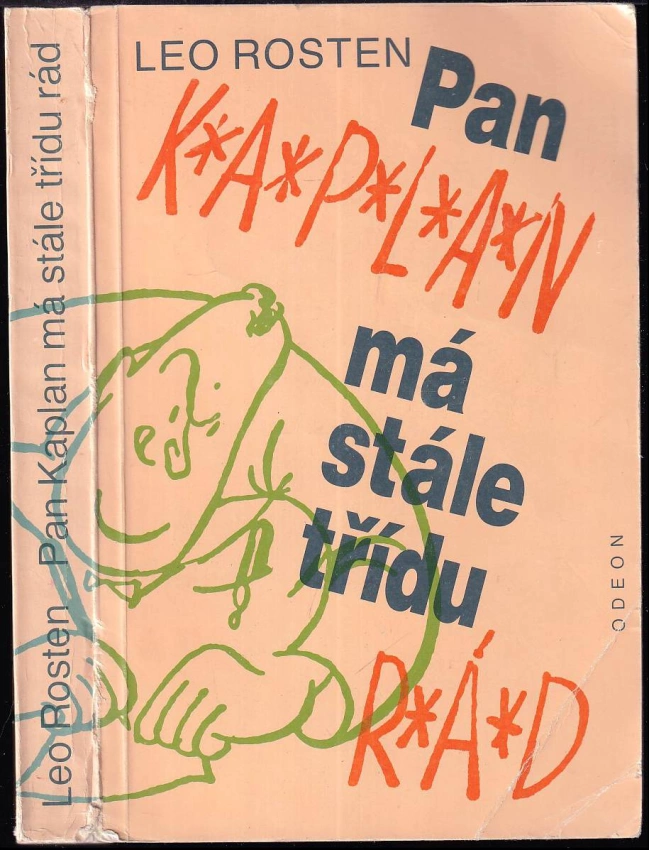 Leo Rosten Pan Kaplan má stále třídu rád
LEO ROSTEN
Pan
K*A*P*L*A*N
má
stále
třídu
R*Á*D
ODEON